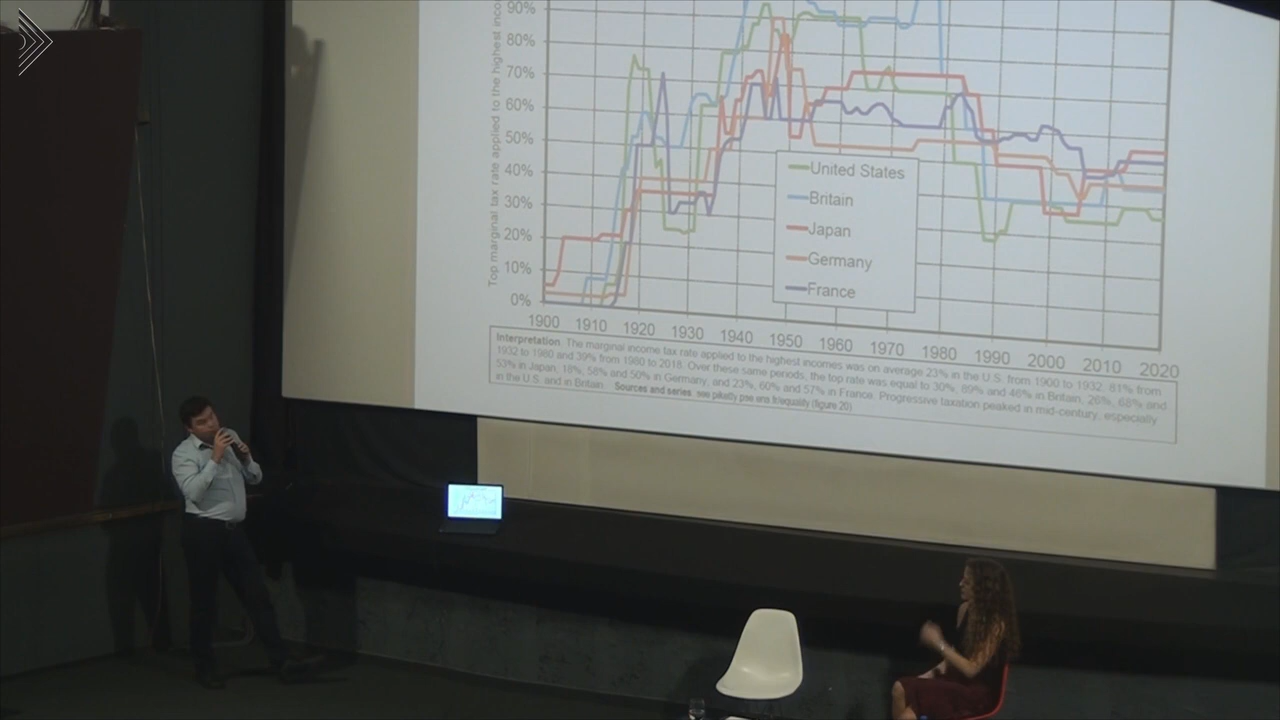 Top marginal tax rate applied to the highest inco
90%
80%
70%
60%
50%
40%
30%
20%
10%
0%
United States
Britain
Japan
Germany
France
1900 1910 1920 1930 1940 1950 1960 1970 1980 1990 2000 2010 2020
Interpretation. The marginal income tax rate applied to the highest incomes was on average 23% in the U.S. from 1900 to 1932, 81% from
1932 to 1980 and 39% from 1980 to 2018. Over these same periods, the top rate was equal to 30%, 89% and 46% in Britain, 26%, 68% and
53% in Japan, 18%, 58% and 50% in Germany, and 23%, 60% and 57% in France. Progressive taxation peaked in mid-century, especially
in the U.S. and in Britain. Sources and series: see (figure 20)